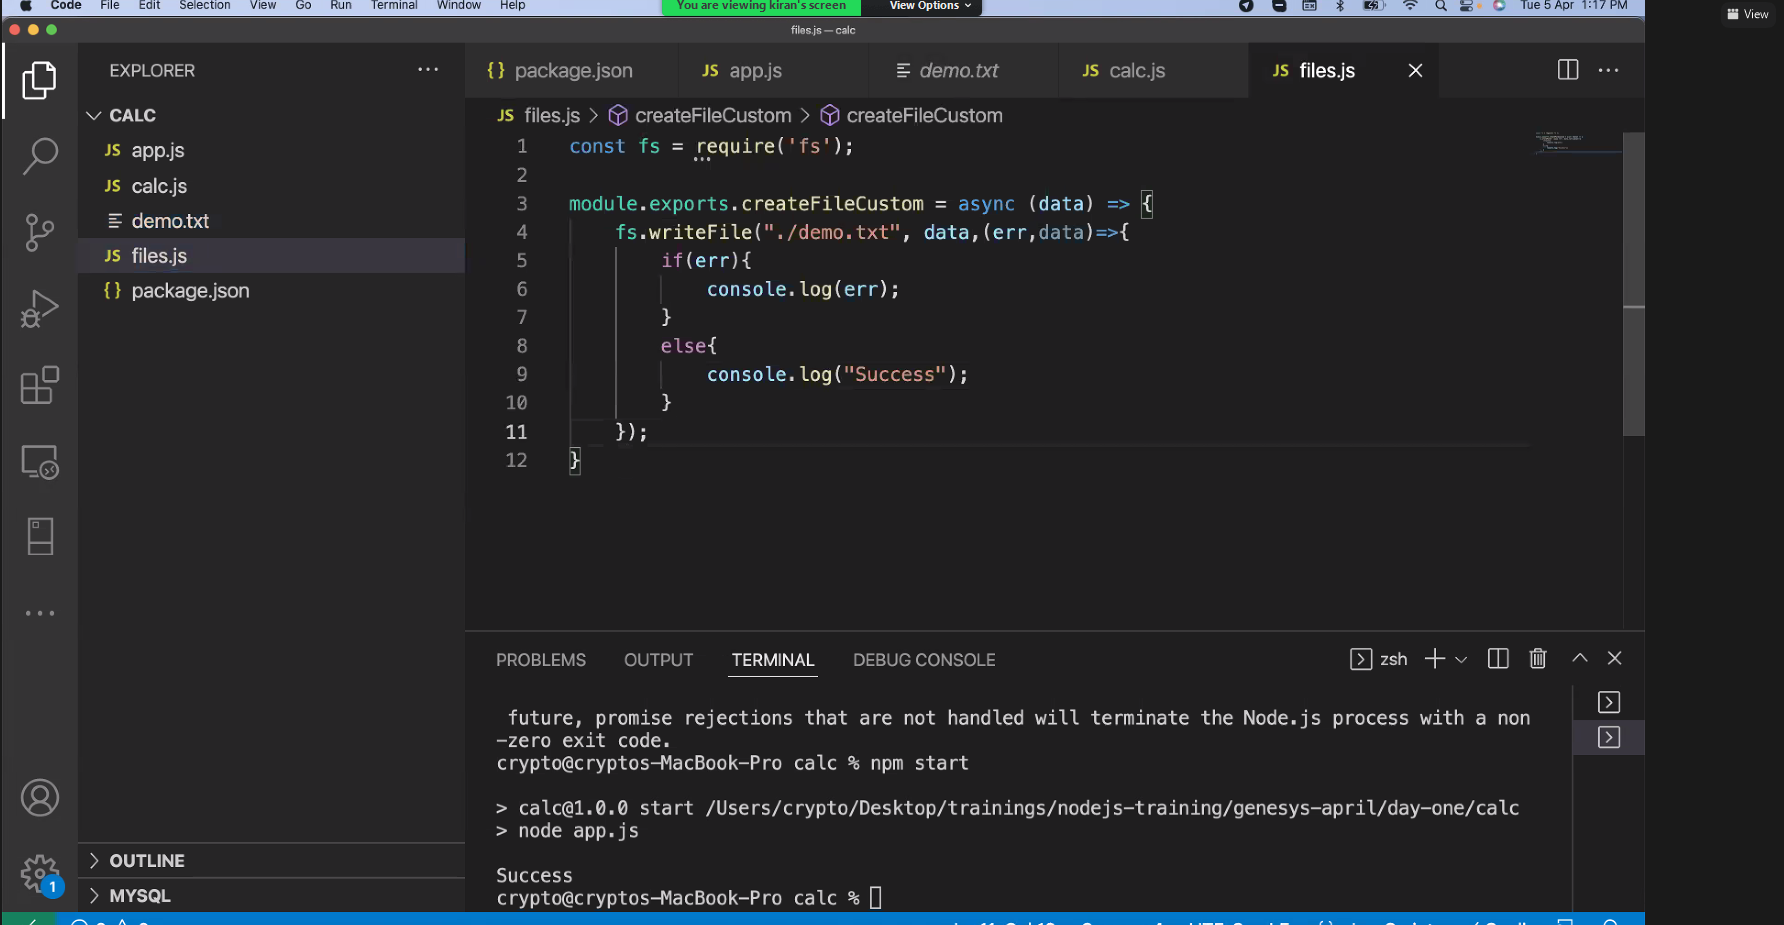 Code File Edit Selection View Go Run Terminal Window Help
You are viewing kiran's screen View Options
Tue 5 Apr 1:17 PM
View
files.js — calc
EXPLORER
CALC
app.js
calc.js
demo.txt
files.js
package.json
OUTLINE
MYSQL
1
package.json app.js demo.txt calc.js files.js
files.js > createFileCustom > createFileCustom
1 const fs = require('fs');
2
3 module.exports.createFileCustom = async (data) => {
4 fs.writeFile("./demo.txt", data,(err,data)=>{
5 if(err){
6 console.log(err);
7 }
8 else{
9 console.log("Success");
10 }
11 });
12 }
PROBLEMS OUTPUT TERMINAL DEBUG CONSOLE
zsh
future, promise rejections that are not handled will terminate the Node.js process with a non
-zero exit code.
crypto@cryptos-MacBook-Pro calc % npm start
> calc@1.0.0 start /Users/crypto/Desktop/trainings/nodejs-training/genesys-april/day-one/calc
> node app.js
Success
crypto@cryptos-MacBook-Pro calc %